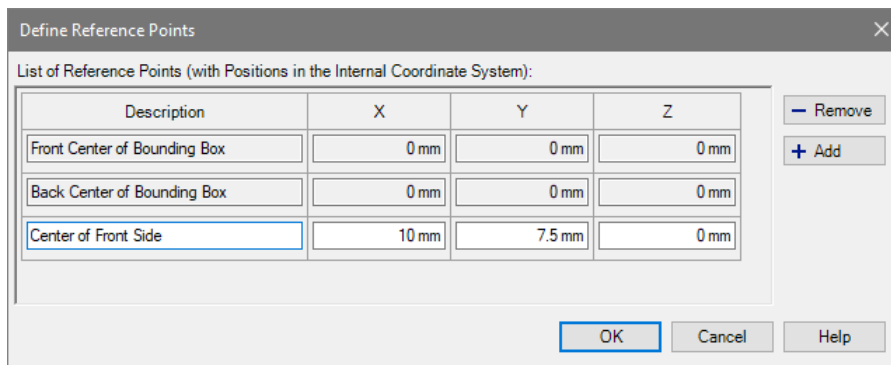 Define Reference Points
List of Reference Points (with Positions in the Internal Coordinate System):
Description X Y Z
Front Center of Bounding Box 0 mm 0 mm 0 mm
Back Center of Bounding Box 0 mm 0 mm 0 mm
Center of Front Side 10 mm 7.5 mm 0 mm
Remove
Add
OK Cancel Help